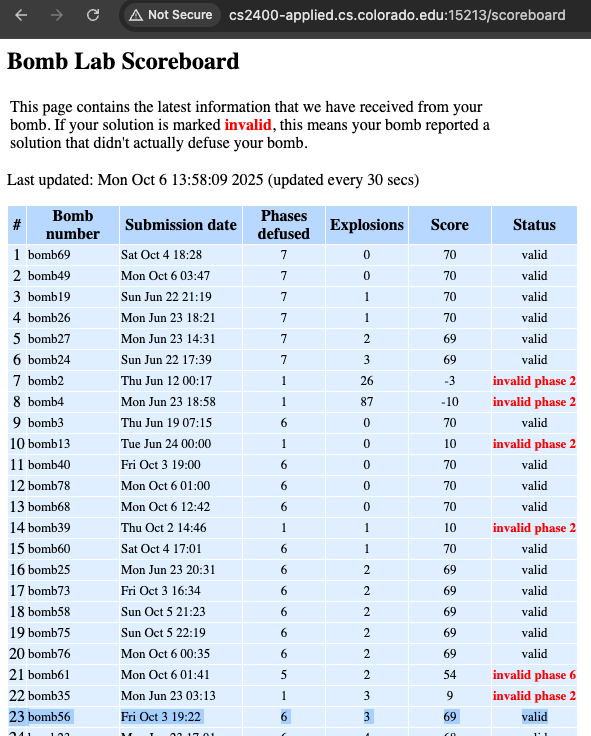 Not Secure cs2400-applied.cs.colorado.edu:15213/scoreboard
Bomb Lab Scoreboard
This page contains the latest information that we have received from your
bomb. If your solution is marked invalid, this means your bomb reported a
solution that didn't actually defuse your bomb.
Last updated: Mon Oct 6 13:58:09 2025 (updated every 30 secs)
# Bomb number Submission date Phases defused Explosions Score Status
1 bomb69 Sat Oct 4 18:28 7 0 70 valid
2 bomb49 Mon Oct 6 03:47 7 0 70 valid
3 bomb19 Sun Jun 22 21:19 7 1 70 valid
4 bomb26 Mon Jun 23 18:21 7 1 70 valid
5 bomb27 Mon Jun 23 14:31 7 2 69 valid
6 bomb24 Sun Jun 22 17:39 7 3 69 valid
7 bomb2 Thu Jun 12 00:17 1 26 -3 invalid phase 2
8 bomb4 Mon Jun 23 18:58 1 87 -10 invalid phase 2
9 bomb3 Thu Jun 19 07:15 6 0 70 valid
10 bomb13 Tue Jun 24 00:00 1 0 10 invalid phase 2
11 bomb40 Fri Oct 3 19:00 6 0 70 valid
12 bomb78 Mon Oct 6 01:00 6 0 70 valid
13 bomb68 Mon Oct 6 12:42 6 0 70 valid
14 bomb39 Thu Oct 2 14:46 1 1 10 invalid phase 2
15 bomb60 Sat Oct 4 17:01 6 1 70 valid
16 bomb25 Mon Jun 23 20:31 6 2 69 valid
17 bomb73 Fri Oct 3 16:34 6 2 69 valid
18 bomb58 Sun Oct 5 21:23 6 2 69 valid
19 bomb75 Sun Oct 5 22:19 6 2 69 valid
20 bomb76 Mon Oct 6 00:35 6 2 69 valid
21 bomb61 Mon Oct 6 01:41 5 2 54 invalid phase 6
22 bomb35 Mon Jun 23 03:13 1 3 9 invalid phase 2
23 bomb56 Fri Oct 3 19:22 6 3 69 valid